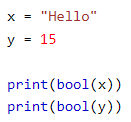 x = "Hello"
y = 15
print(bool(x))
print(bool(y))